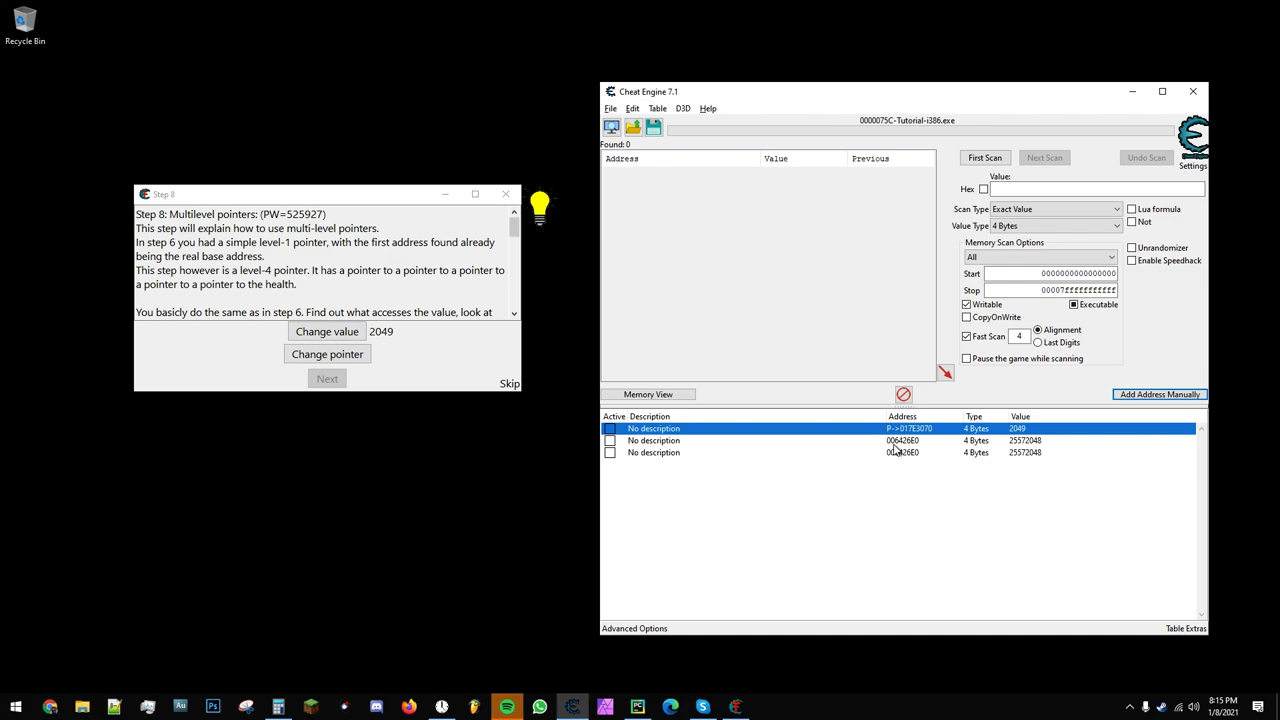 Recycle Bin
Step 8
Step 8: Multilevel pointers: (PW=525927)
This step will explain how to use multi-level pointers.
In step 6 you had a simple level-1 pointer, with the first address found already
being the real base address.
This step however is a level-4 pointer. It has a pointer to a pointer to a pointer to
a pointer to a pointer to the health.
You basicly do the same as in step 6. Find out what accesses the value, look at
Change value 2049
Change pointer
Next
Skip
Cheat Engine 7.1
File Edit Table D3D Help
0000075C-Tutorial-i386.exe
Found: 0
Address Value Previous
First Scan Next Scan Undo Scan
Settings
Value:
Hex
Scan Type Exact Value
Lua formula
Not
Value Type 4 Bytes
Memory Scan Options
All
Unrandomizer
Enable Speedhack
Start 0000000000000000
Stop 00007fffffffffff
Writable Executable
CopyOnWrite
Fast Scan 4 Alignment
Last Digits
Pause the game while scanning
Memory View
Add Address Manually
Active Description Address Type Value
No description P->017E3070 4 Bytes 2049
No description 006426E0 4 Bytes 25572048
No description 006426E0 4 Bytes 25572048
Advanced Options
Table Extras
Au
Ps
8:15 PM
1/8/2021